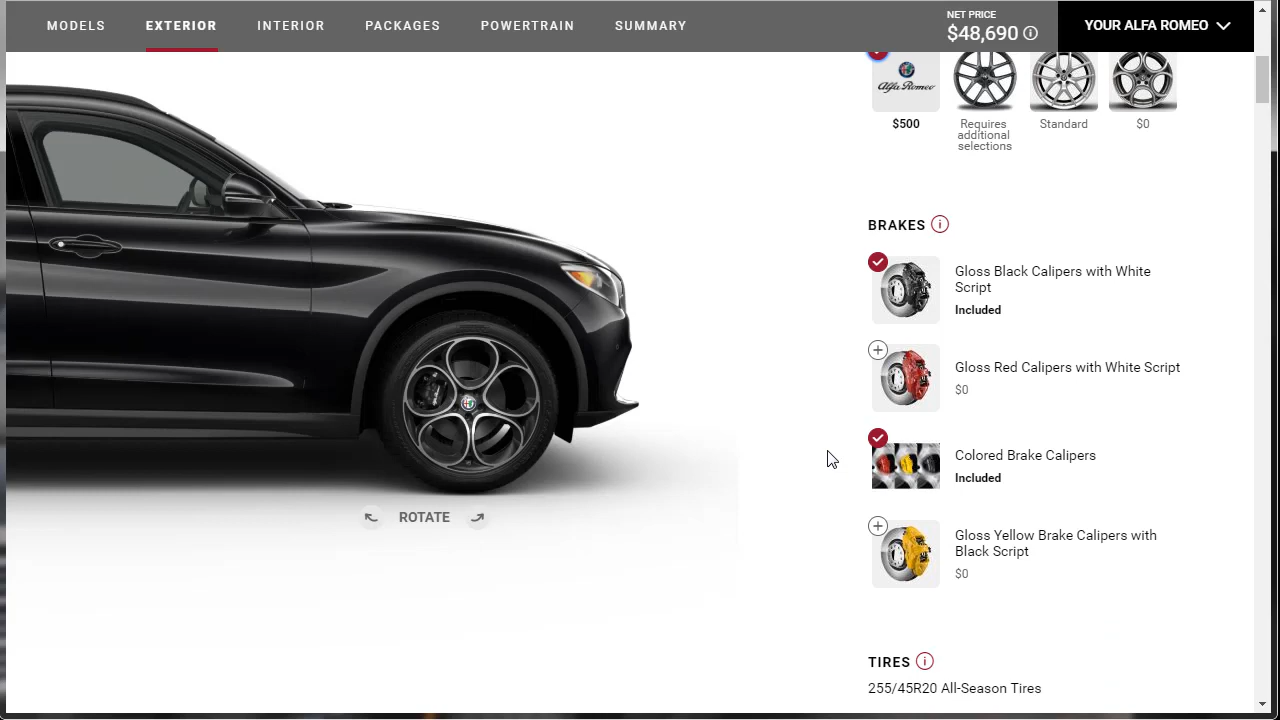 MODELS
EXTERIOR
INTERIOR
PACKAGES
POWERTRAIN
SUMMARY
NET PRICE
$48,690
YOUR ALFA ROMEO
Alfa Romeo
$500
Requires
additional
selections
Standard
$0
BRAKES
Gloss Black Calipers with White
Script
Included
Gloss Red Calipers with White Script
$0
Colored Brake Calipers
Included
Gloss Yellow Brake Calipers with
Black Script
$0
ROTATE
TIRES
255/45R20 All-Season Tires